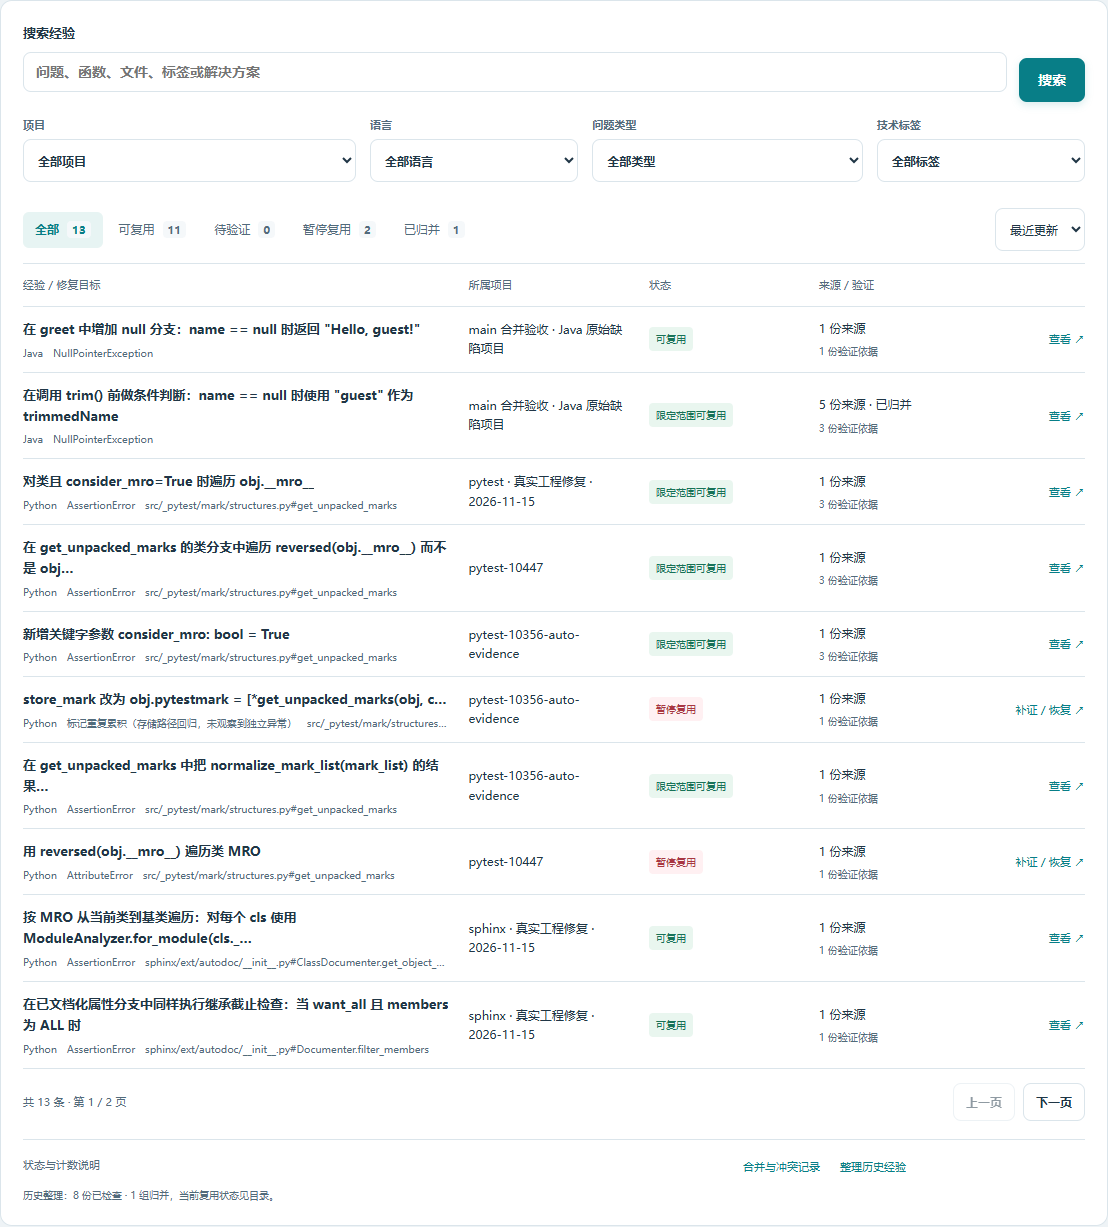 搜索经验
问题、函数、文件、标签或解决方案
搜索
项目 语言 问题类型 技术标签
全部项目 全部语言 全部类型 全部标签
全部 13 可复用 11 待验证 0 暂停复用 2 已归并 1 最近更新
经验 / 修复目标 所属项目 状态 来源 / 验证
在 greet 中增加 null 分支：name == null 时返回 "Hello, guest!"
Java NullPointerException
main 合并验收 · Java 原始缺
陷项目
可复用
1 份来源
1 份验证依据
查看 ↗
在调用 trim() 前做条件判断：name == null 时使用 "guest" 作为
trimmedName
Java NullPointerException
main 合并验收 · Java 原始缺
陷项目
限定范围可复用
5 份来源 · 已归并
3 份验证依据
查看 ↗
对类且 consider_mro=True 时遍历 obj.__mro__
Python AssertionError src/_pytest/mark/structures.py#get_unpacked_marks
pytest · 真实工程修复 ·
2026-11-15
限定范围可复用
1 份来源
3 份验证依据
查看 ↗
在 get_unpacked_marks 的类分支中遍历 reversed(obj.__mro__) 而不
是 obj...
Python AssertionError src/_pytest/mark/structures.py#get_unpacked_marks
pytest-10447
限定范围可复用
1 份来源
3 份验证依据
查看 ↗
新增关键字参数 consider_mro: bool = True
Python AssertionError src/_pytest/mark/structures.py#get_unpacked_marks
pytest-10356-auto-
evidence
限定范围可复用
1 份来源
3 份验证依据
查看 ↗
store_mark 改为 obj.pytestmark = [*get_unpacked_marks(obj, c...
Python 标记重复累积（存储路径回归，未观察到独立异常） src/_pytest/mark/structures...
pytest-10356-auto-
evidence
暂停复用
1 份来源
1 份验证依据
补证 / 恢复 ↗
在 get_unpacked_marks 中把 normalize_mark_list(mark_list) 的结
果...
Python AssertionError src/_pytest/mark/structures.py#get_unpacked_marks
pytest-10356-auto-
evidence
限定范围可复用
1 份来源
1 份验证依据
查看 ↗
用 reversed(obj.__mro__) 遍历类 MRO
Python AttributeError src/_pytest/mark/structures.py#get_unpacked_marks
pytest-10447
暂停复用
1 份来源
1 份验证依据
补证 / 恢复 ↗
按 MRO 从当前类到基类遍历：对每个 cls 使用
ModuleAnalyzer.for_module(cls._...
Python AssertionError sphinx/ext/autodoc/__init__.py#ClassDocumenter.get_object_...
sphinx · 真实工程修复 ·
2026-11-15
可复用
1 份来源
1 份验证依据
查看 ↗
在已文档化属性分支中同样执行继承截止检查：当 want_all 且 members
为 ALL 时
Python AssertionError sphinx/ext/autodoc/__init__.py#Documenter.filter_members
sphinx · 真实工程修复 ·
2026-11-15
可复用
1 份来源
1 份验证依据
查看 ↗
共 13 条 · 第 1 / 2 页 上一页 下一页
状态与计数说明 合并与冲突记录 整理历史经验
历史整理：8 份已检查 · 1 组归并，当前复用状态见目录。